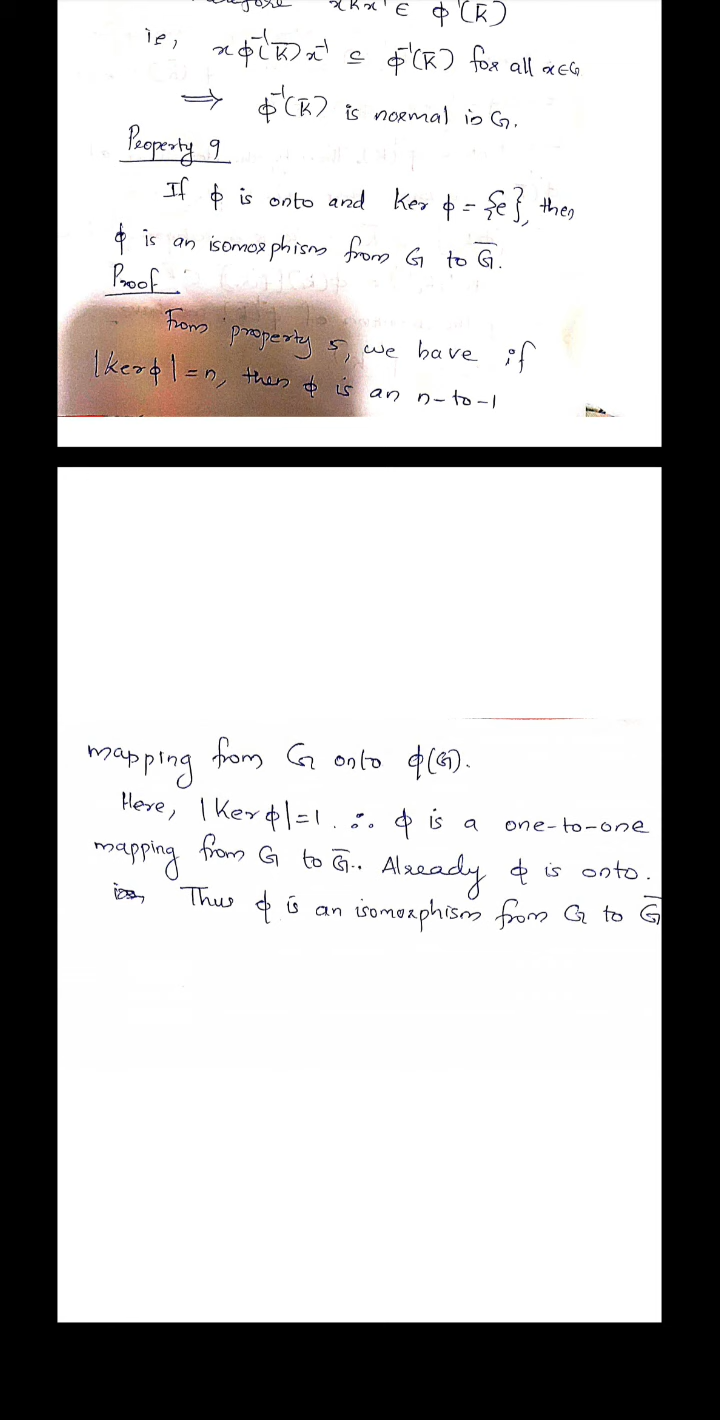 xkx⁻¹ ∈ φ⁻¹(K̄)
ie, xφ⁻¹(K̄)x⁻¹ ⊆ φ⁻¹(K̄) for all x∈G
⟹ φ⁻¹(K̄) is normal in G.
Property 9
If φ is onto and Ker φ = {e}, then
φ is an isomorphism from G to G̅.
Proof
From property 5, we have if
|kerφ| = n, then φ is an n-to-1
mapping from G onto φ(G).
Here, |Ker φ|=1. ∴ φ is a one-to-one
mapping from G to G̅. Already φ is onto.
Thus φ is an isomorphism from G to G̅